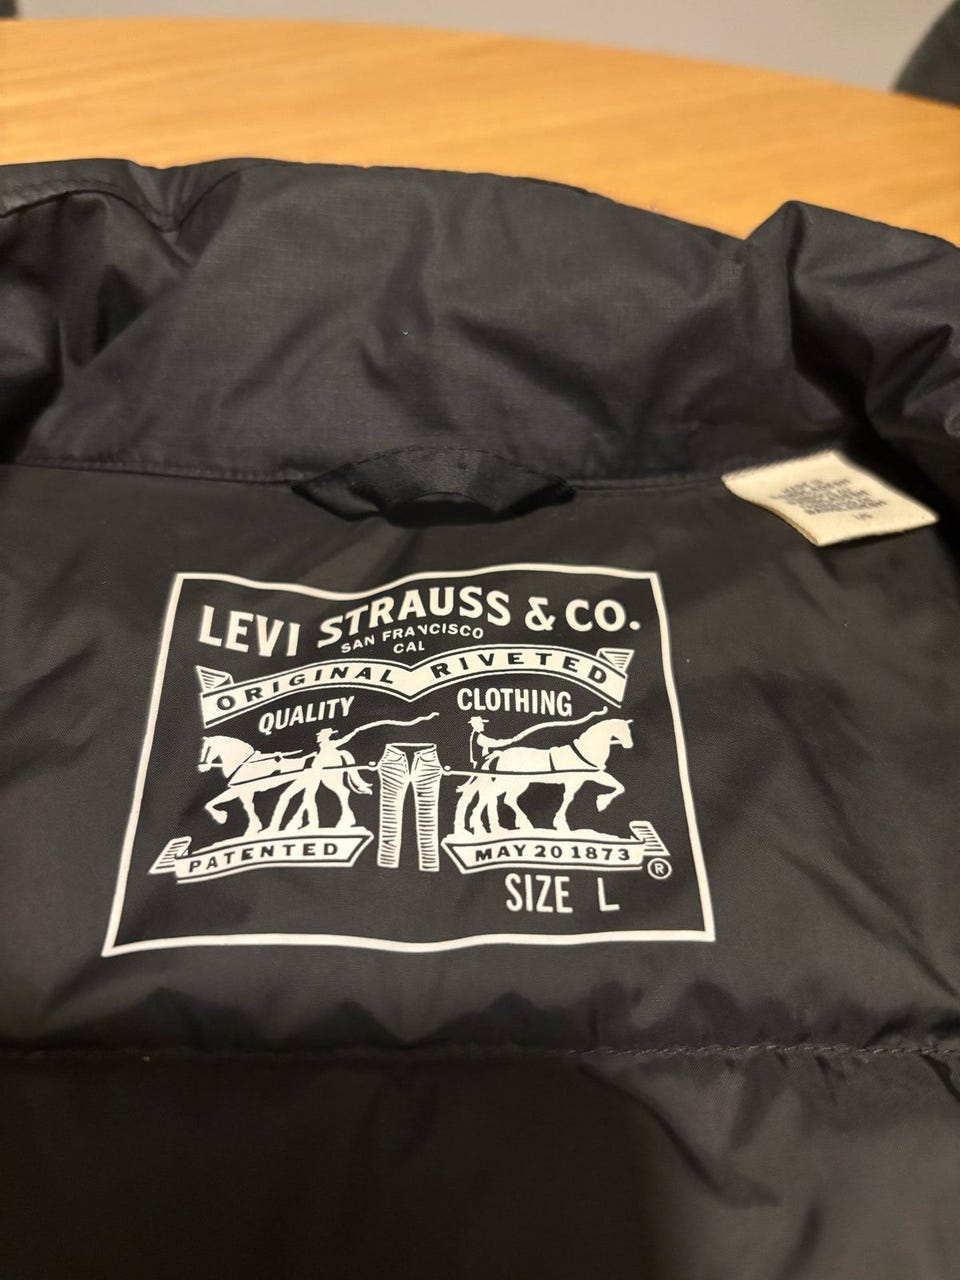 LEVI STRAUSS & CO.
SAN FRANCISCO
CAL
ORIGINAL RIVETED
QUALITY CLOTHING
PATENTED MAY 20 1873 ®
SIZE L